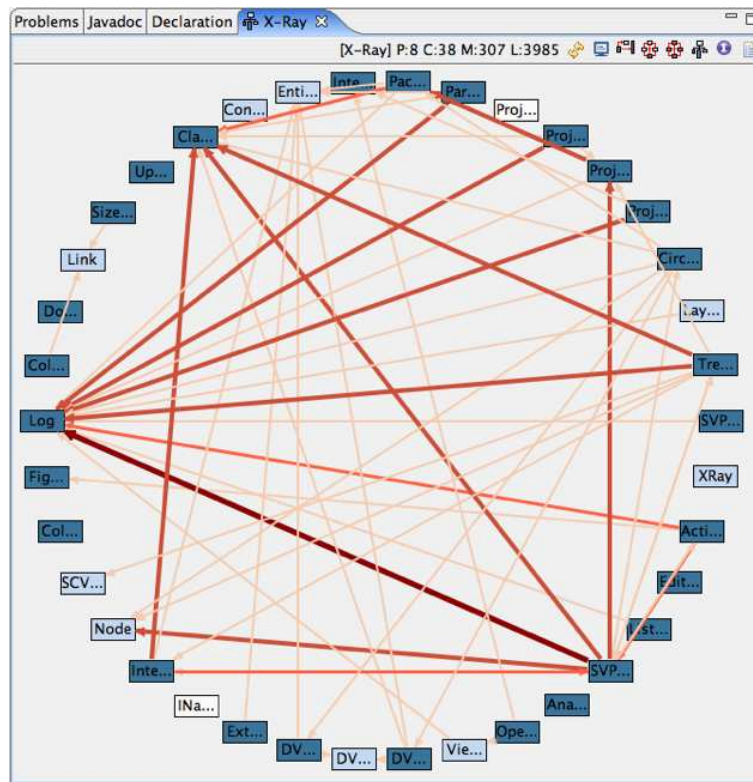 Problems Javadoc Declaration X-Ray
[X-Ray] P:8 C:38 M:307 L:3985
Inte... Pac...
Enti... Par...
Con... Proj...
Cla... Proj...
Up... Proj...
Size... Proj...
Link Circ...
Do... Lay...
Col... Tre...
Log SVP...
Fig... XRay
Col... Acti...
SCV... Edit...
Node List...
Inte... SVP...
INa... Ana...
Ext... Ope...
DV... DV... DV... Vie...